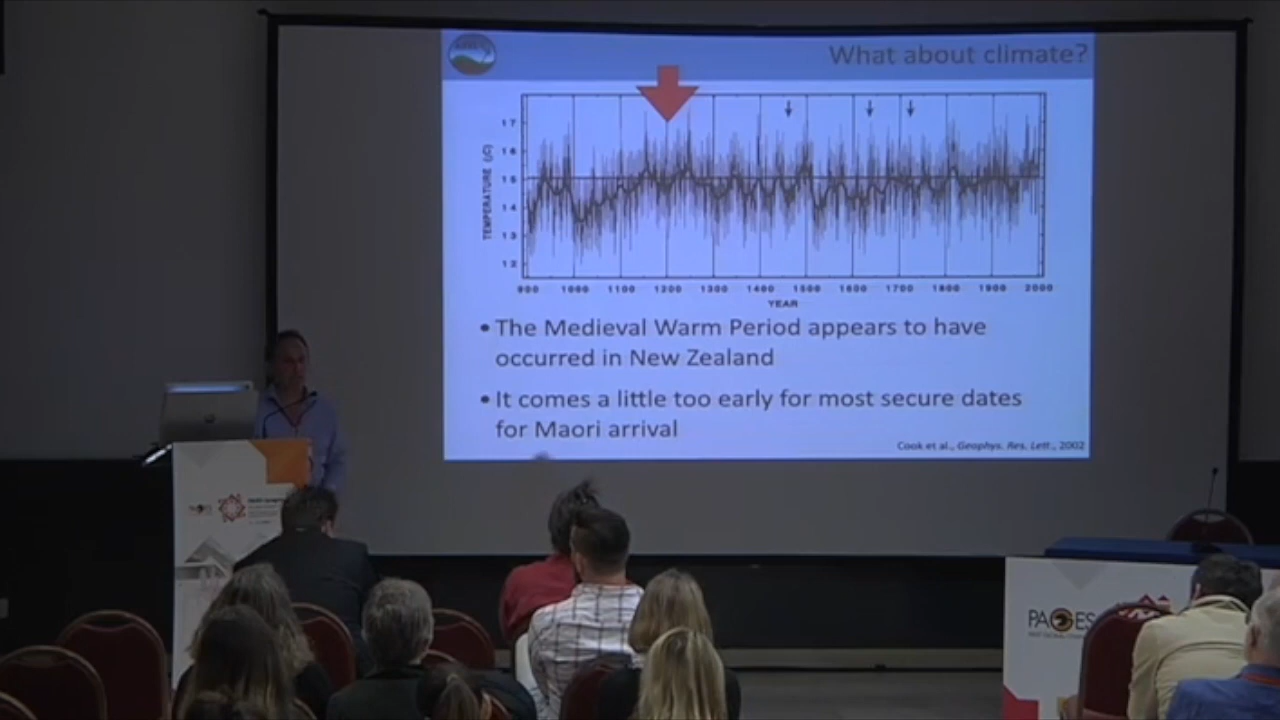 What about climate?
TEMPERATURE (¡C)
17
16
15
14
13
12
900 1000 1100 1200 1300 1400 1500 1600 1700 1800 1900 2000
YEAR
• The Medieval Warm Period appears to have
occurred in New Zealand
• It comes a little too early for most secure dates
for Maori arrival
Cook et al., Geophys. Res. Lett., 2002
PAGES